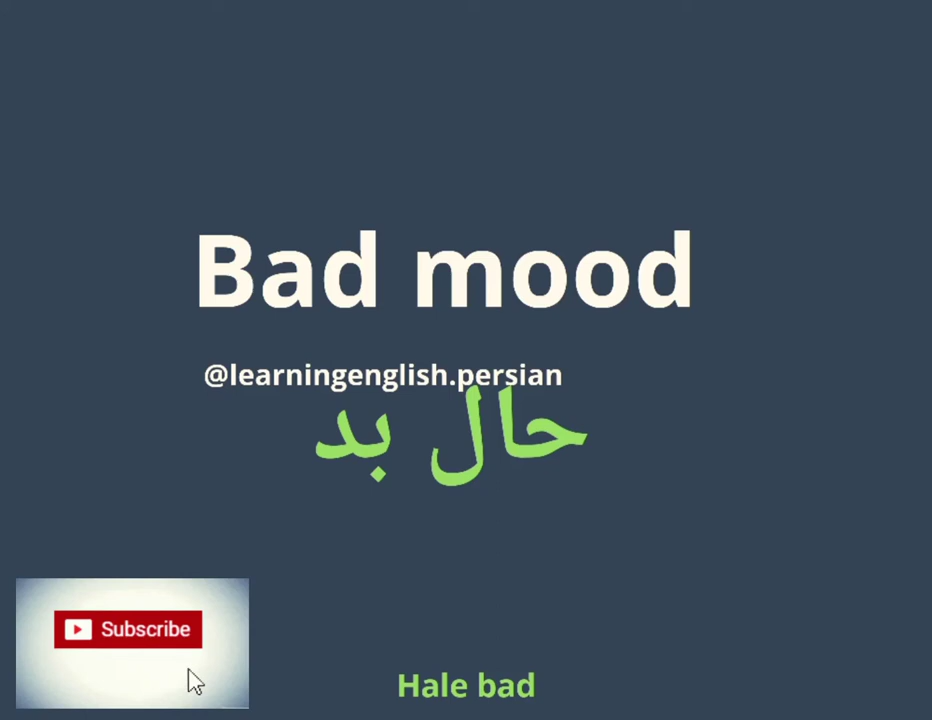 Bad mood
@learningenglish.persian
حال بد
Subscribe
Hale bad